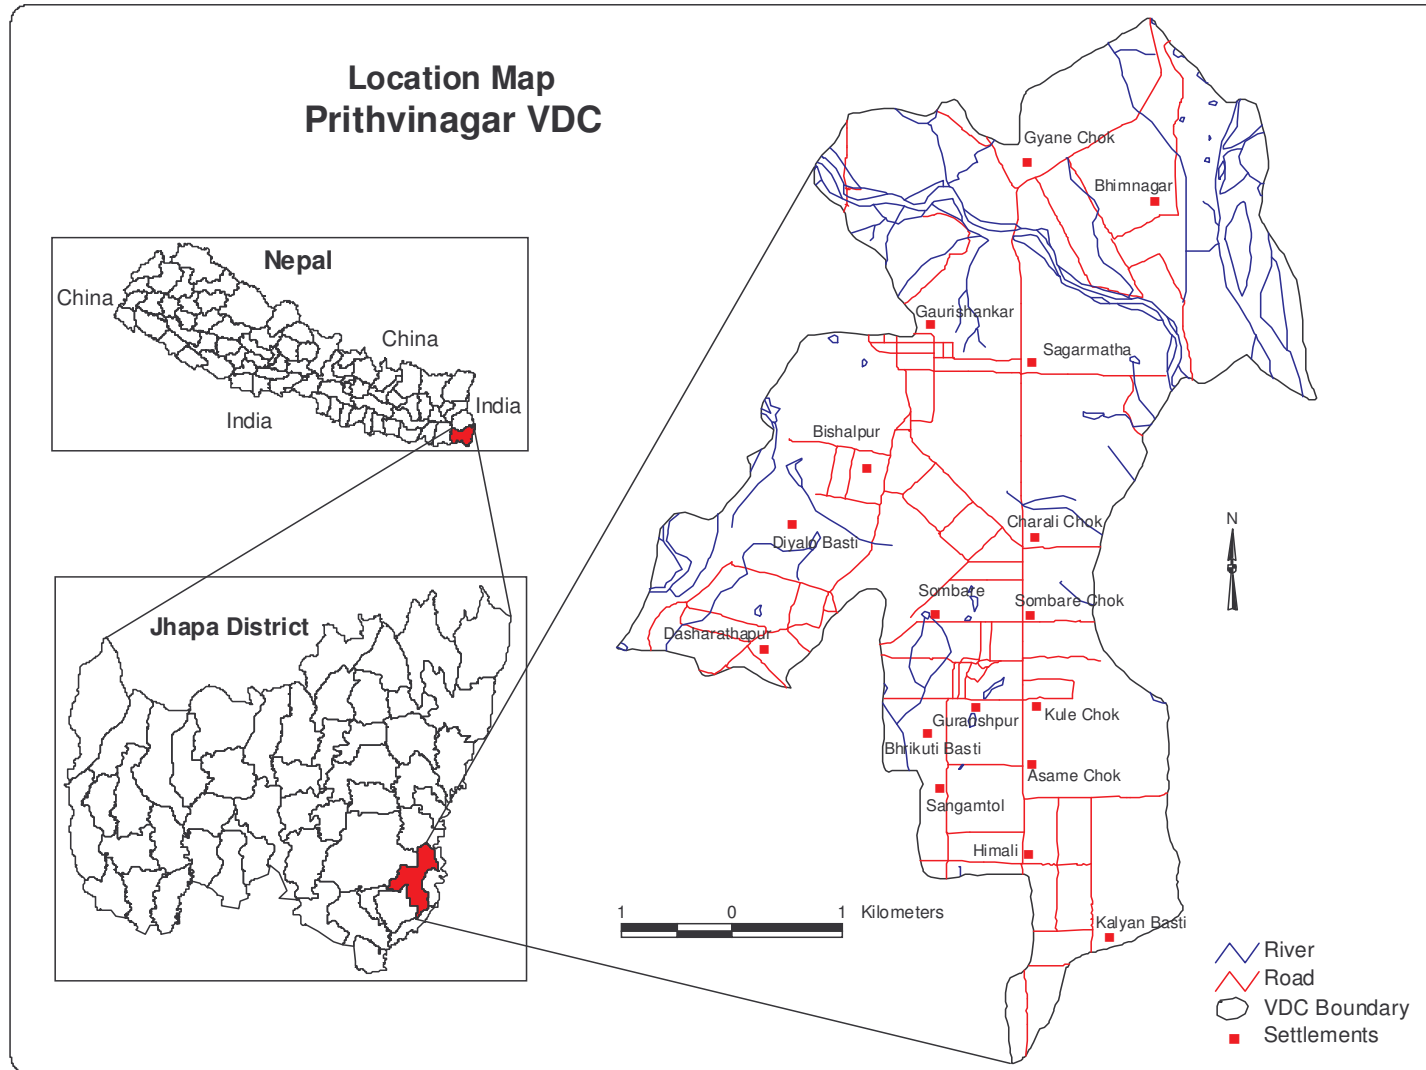 Location Map
Prithvinagar VDC
Nepal
China
China
India
India
Jhapa District
Gyane Chok
Bhimnagar
Gaurishankar
Sagarmatha
Bishalpur
Charali Chok
Diyalo Basti
Sombare
Sombare Chok
Dasharathapur
Guranshpur
Kule Chok
Bhrikuti Basti
Asame Chok
Sangamtol
Himali
Kalyan Basti
N
1 0 1 Kilometers
River
Road
VDC Boundary
Settlements